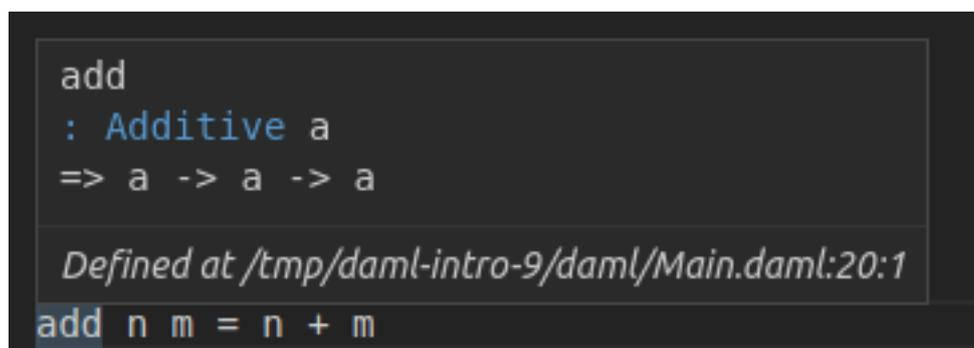 add
: Additive a
=> a -> a -> a
Defined at /tmp/daml-intro-9/daml/Main.daml:20:1
add n m = n + m